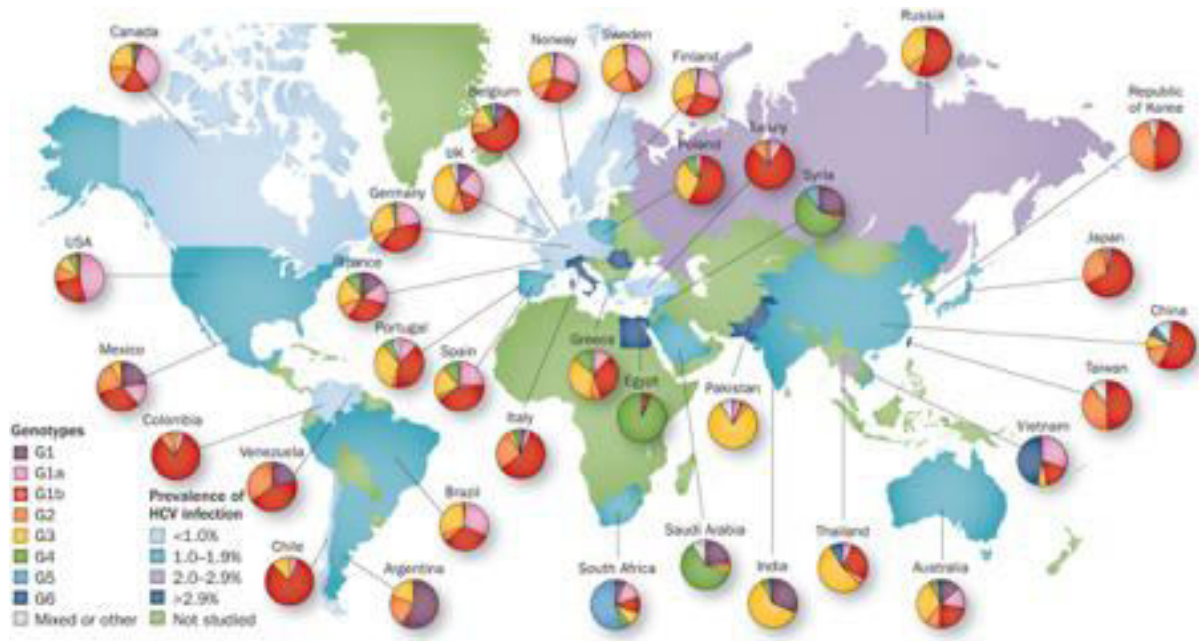 Canada
Norway
Sweden
Finland
Russia
Belgium
UK
Germany
France
USA
Poland
Turkey
Syria
Republic
of Korea
Japan
China
Taiwan
Mexico
Portugal
Spain
Greece
Egypt
Pakistan
Vietnam
Colombia
Venezuela
Italy
Brazil
Chile
Argentina
South Africa
Saudi Arabia
India
Thailand
Australia
Genotypes
G1
G1a
G1b
G2
G3
G4
G5
G6
Mixed or other
Prevalence of
HCV infection
<1.0%
1.0–1.9%
2.0–2.9%
>2.9%
Not studied